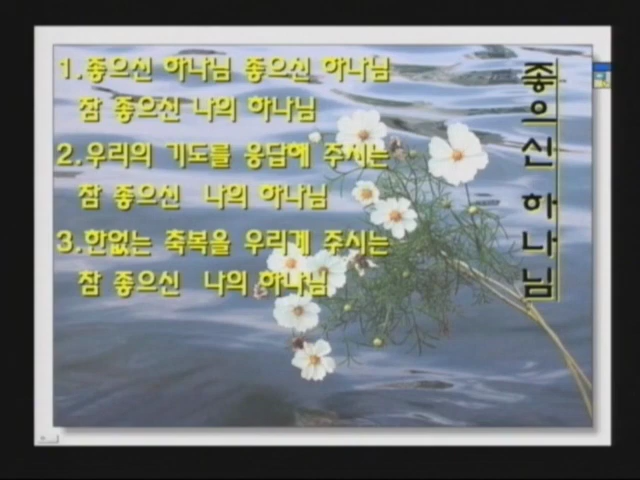 1.좋으신 하나님 좋으신 하나님
참 좋으신 나의 하나님
2.우리의 기도를 응답해 주시는
참 좋으신 나의 하나님
3.한없는 축복을 우리게 주시는
참 좋으신 나의 하나님
좋으신 하나님